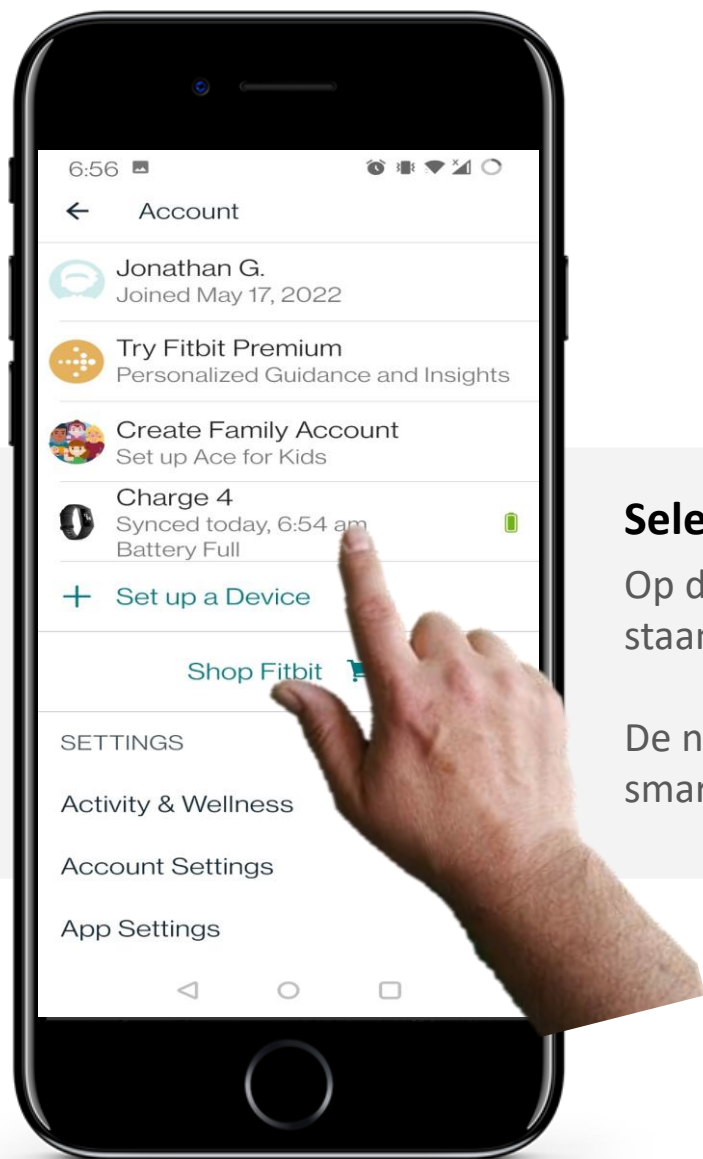 6:56
Account
Jonathan G.
Joined May 17, 2022
Try Fitbit Premium
Personalized Guidance and Insights
Create Family Account
Set up Ace for Kids
Charge 4
Synced today, 6:54 am
Battery Full
Set up a Device
Shop Fitbit
SETTINGS
Activity & Wellness
Account Settings
App Settings
Sele
Op d
staar
De n
smar